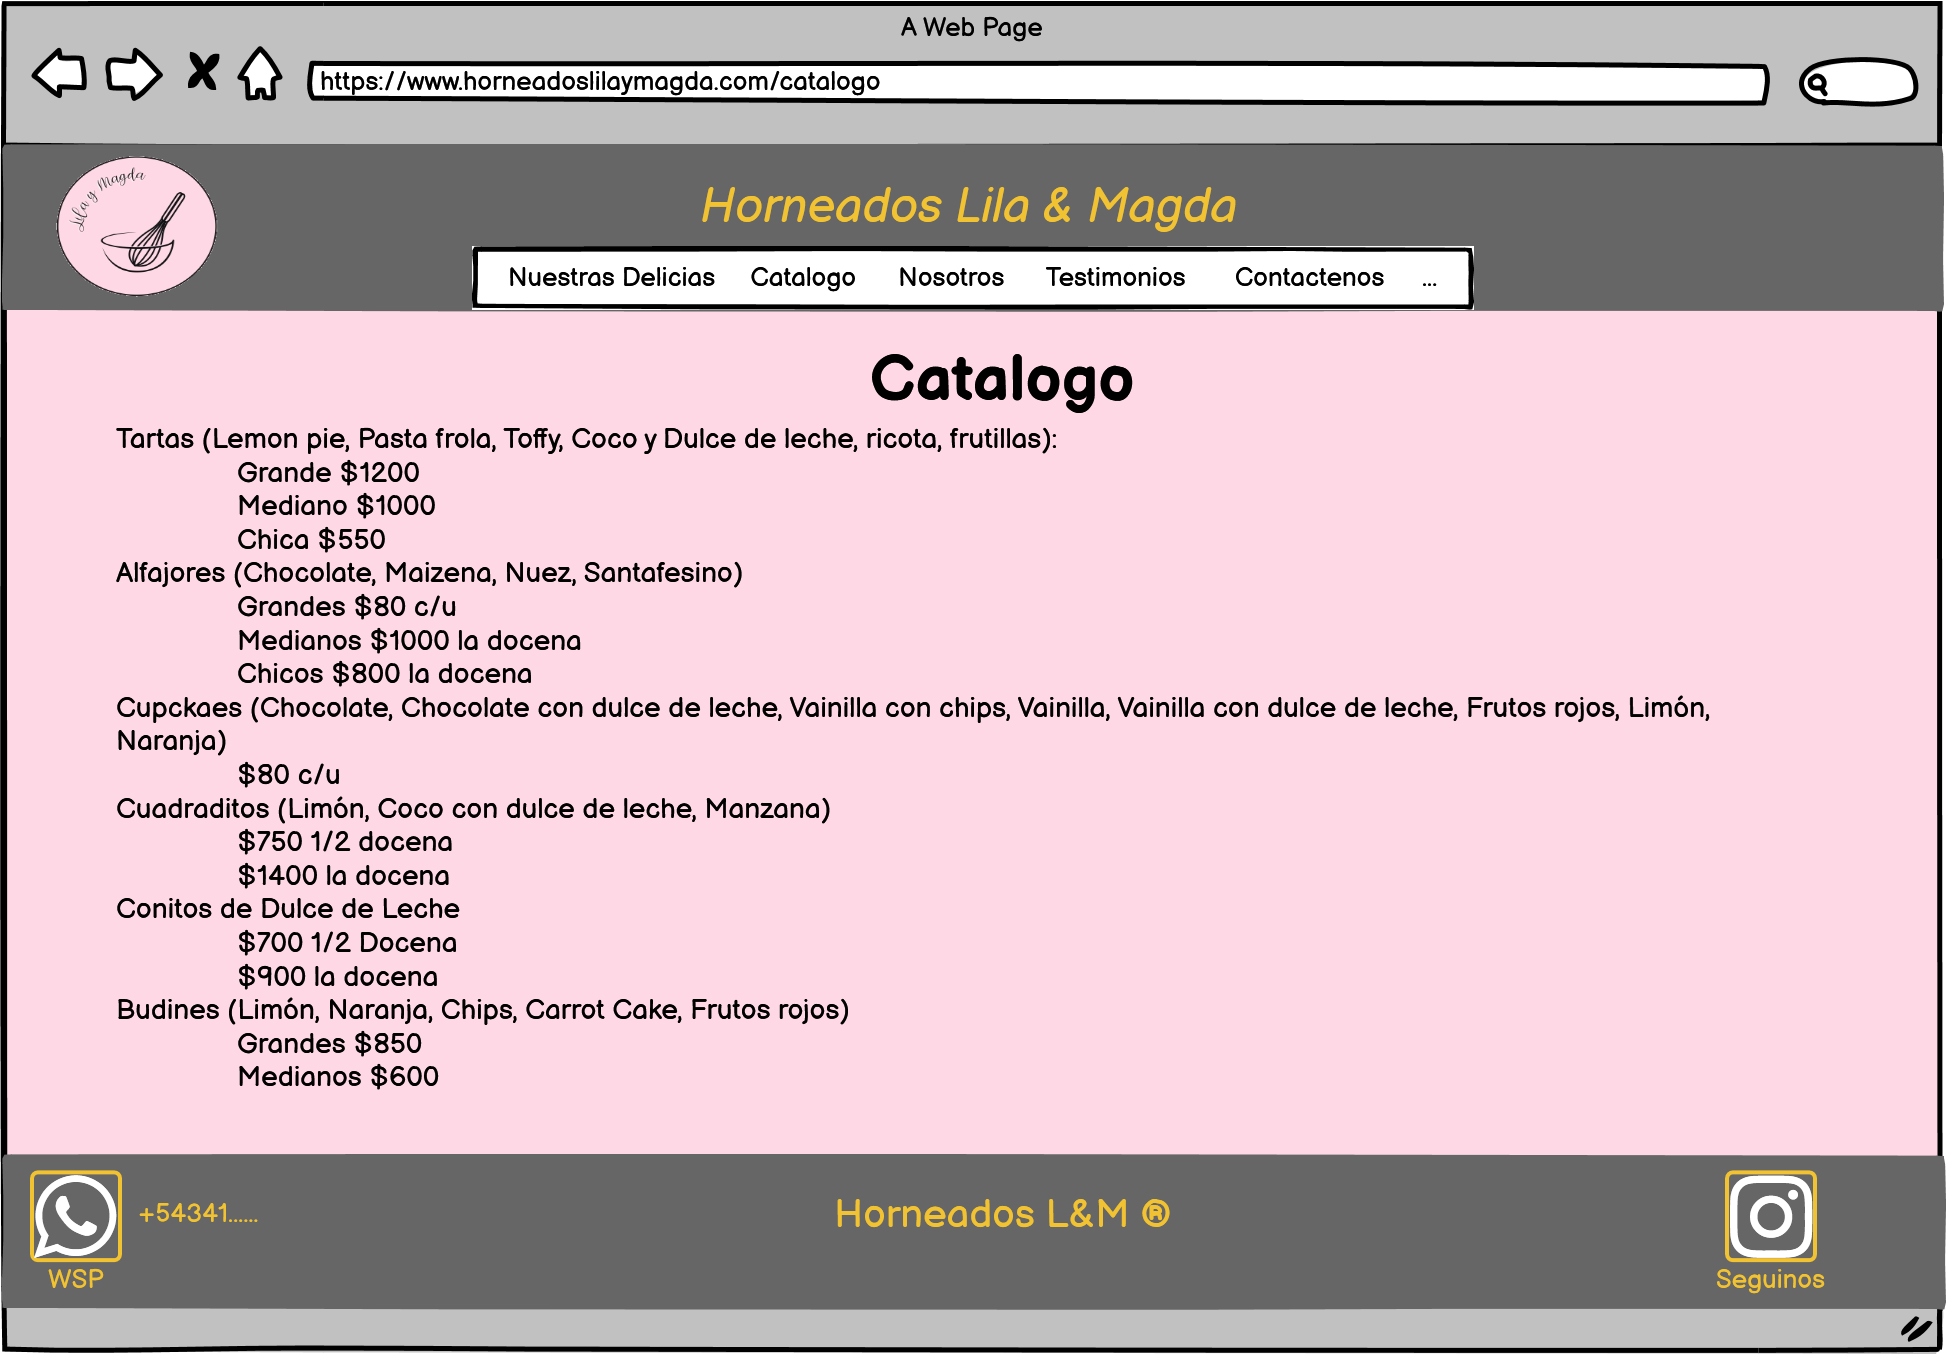 A Web Page
https://www.horneadoslilaymagda.com/catalogo
Lila y Magda
Horneados Lila & Magda
Nuestras Delicias Catalogo Nosotros Testimonios Contactenos ...
Catalogo
Tartas (Lemon pie, Pasta frola, Toffy, Coco y Dulce de leche, ricota, frutillas):
Grande $1200
Mediano $1000
Chica $550
Alfajores (Chocolate, Maizena, Nuez, Santafesino)
Grandes $80 c/u
Medianos $1000 la docena
Chicos $800 la docena
Cupckaes (Chocolate, Chocolate con dulce de leche, Vainilla con chips, Vainilla, Vainilla con dulce de leche, Frutos rojos, Limón,
Naranja)
$80 c/u
Cuadraditos (Limón, Coco con dulce de leche, Manzana)
$750 1/2 docena
$1400 la docena
Conitos de Dulce de Leche
$700 1/2 Docena
$900 la docena
Budines (Limón, Naranja, Chips, Carrot Cake, Frutos rojos)
Grandes $850
Medianos $600
+54341......
Horneados L&M ®
WSP
Seguinos